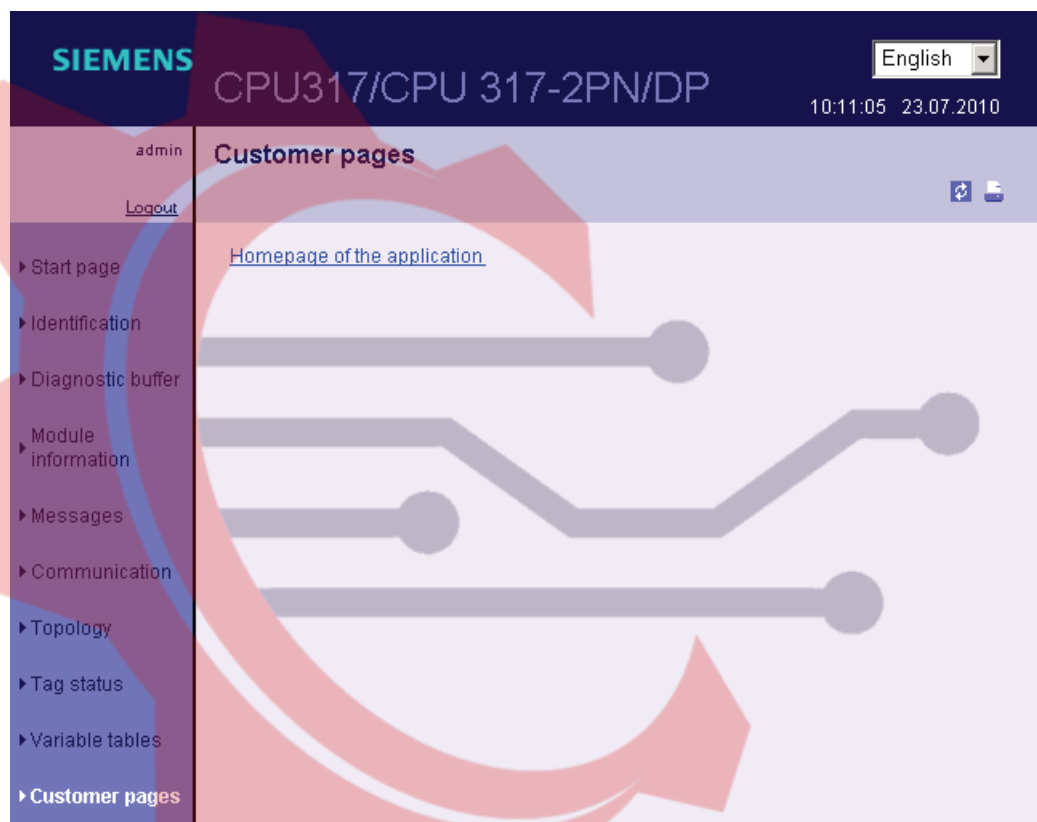 SIEMENS
CPU317/CPU 317-2PN/DP
English
10:11:05 23.07.2010
admin
Logout
Customer pages
Homepage of the application
Start page
Identification
Diagnostic buffer
Module
information
Messages
Communication
Topology
Tag status
Variable tables
Customer pages